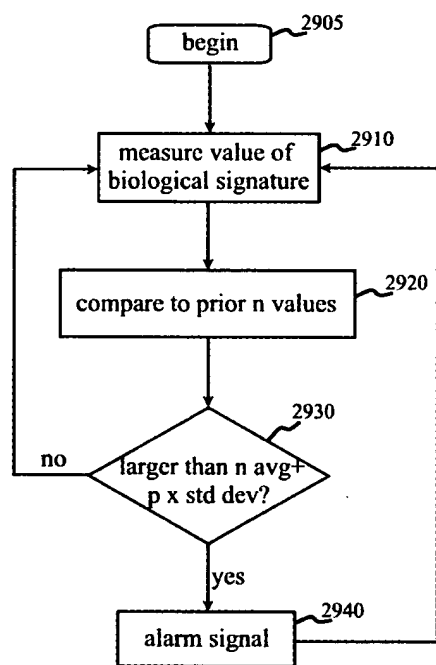 begin
2905
2910
measure value of
biological signature
2920
compare to prior n values
2930
no
larger than n avg+
p x std dev?
yes
2940
alarm signal